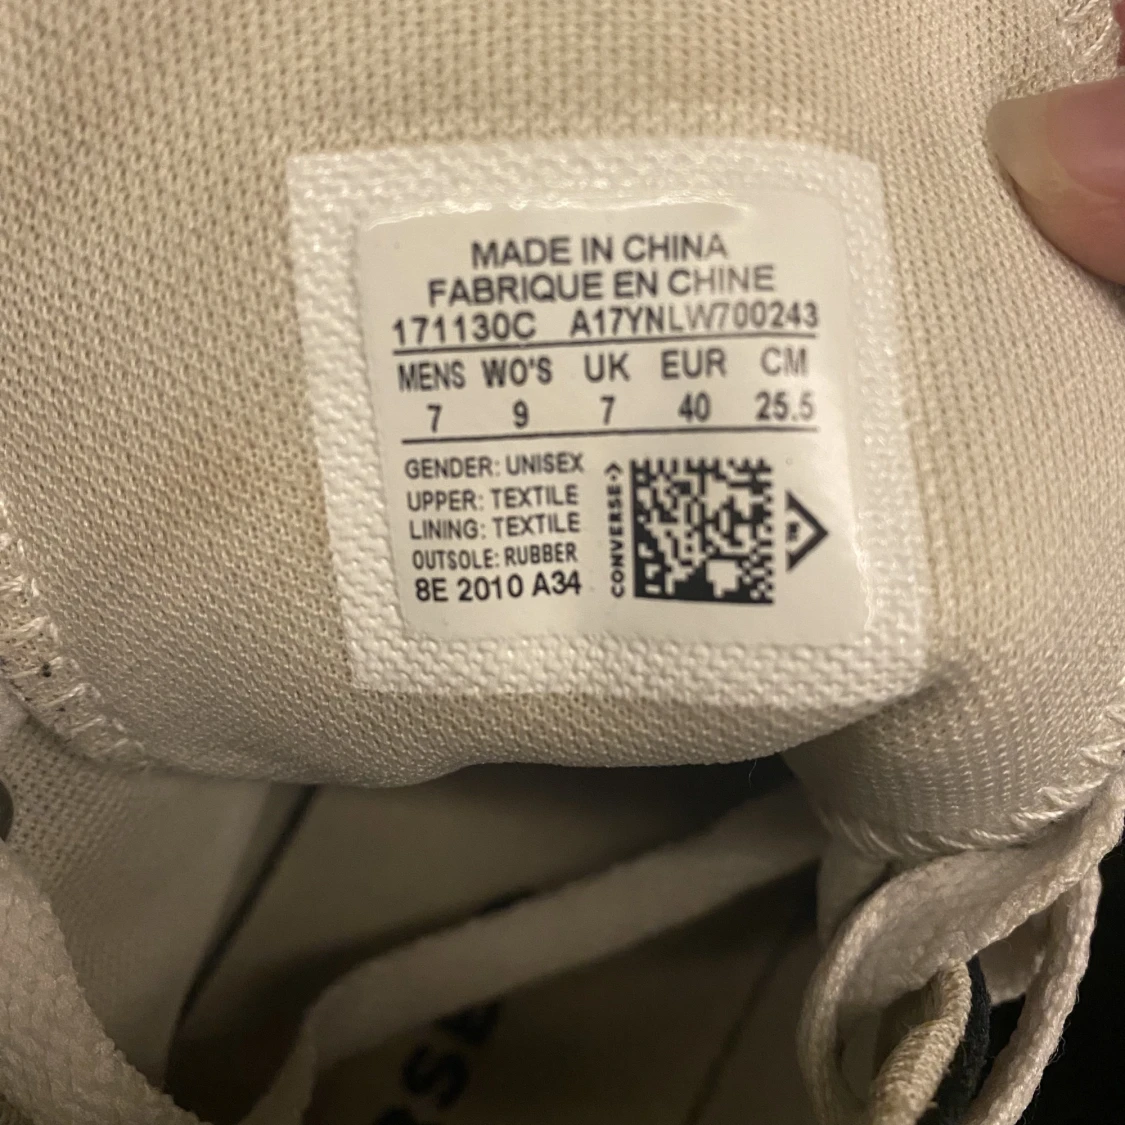 MADE IN CHINA
FABRIQUE EN CHINE
171130C A17YNLW700243
MENS WO'S UK EUR CM
7 9 7 40 25.5
GENDER: UNISEX
UPPER: TEXTILE
LINING: TEXTILE
OUTSOLE: RUBBER
8E 2010 A34
CONVERSE